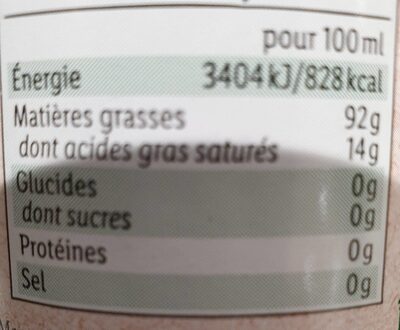 pour 100 ml
Énergie 3404 kJ/828 kcal
Matières grasses 92g
dont acides gras saturés 14g
Glucides 0g
dont sucres 0g
Protéines 0g
Sel 0g